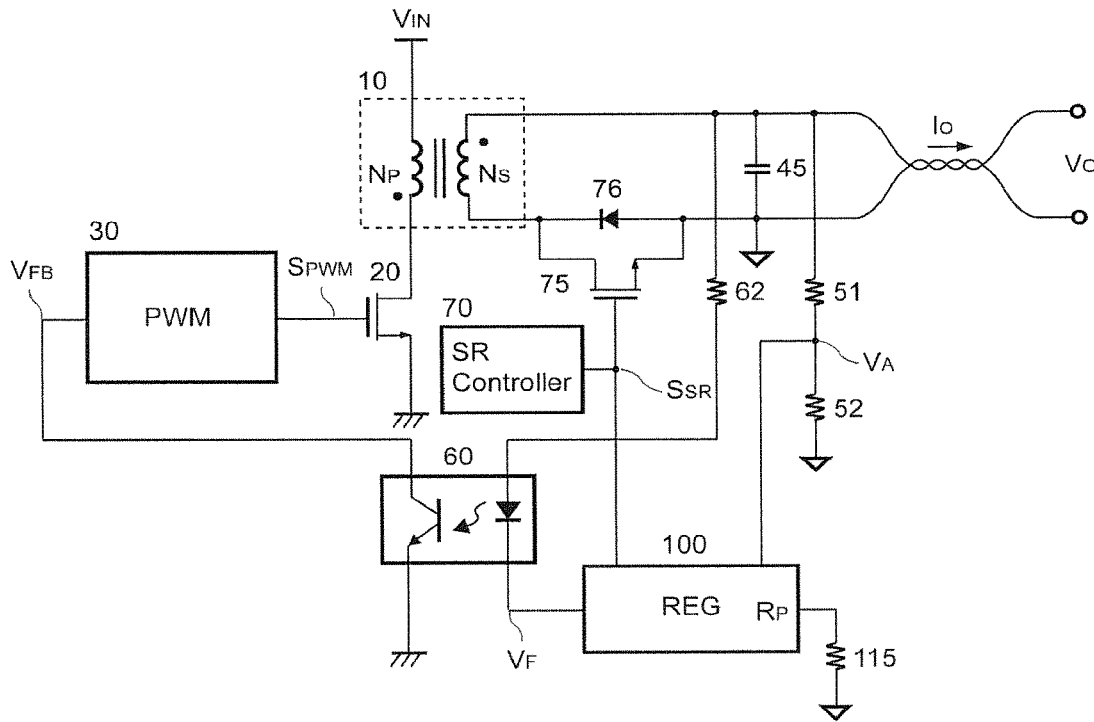 VIN
10
NP
NS
45
IO
VO
76
30
VFB
SPWM
20
PWM
75
62
51
70
SR
Controller
SSR
VA
52
60
100
REG
RP
VF
115